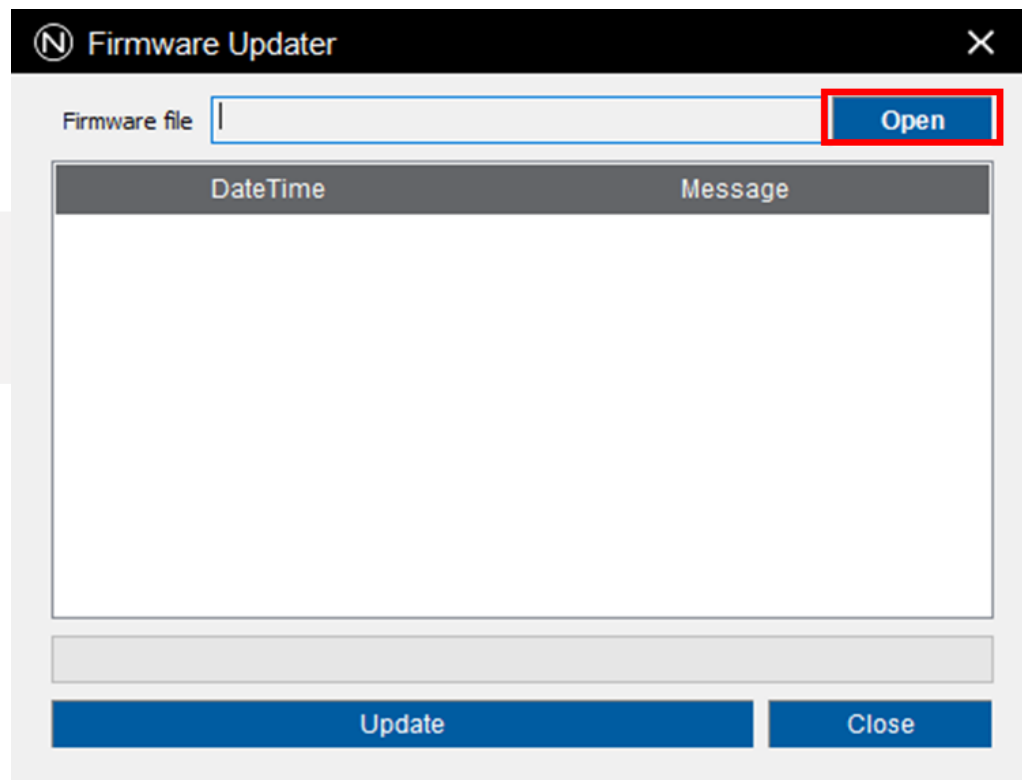 N Firmware Updater
Firmware file Open
DateTime Message
Update Close